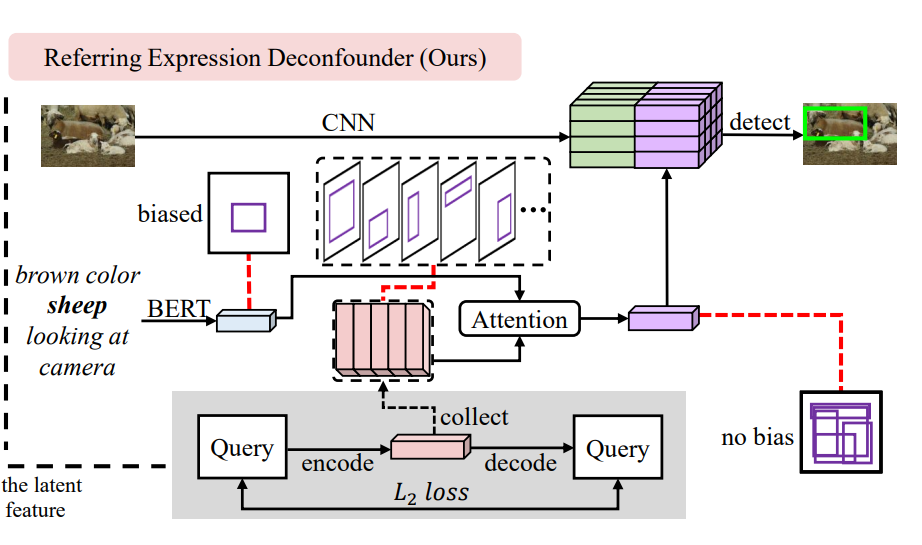 Referring Expression Deconfounder (Ours)
CNN
detect
biased
brown color
sheep
looking at
camera
BERT
Attention
collect
no bias
Query
encode
decode
Query
L₂ loss
the latent
feature